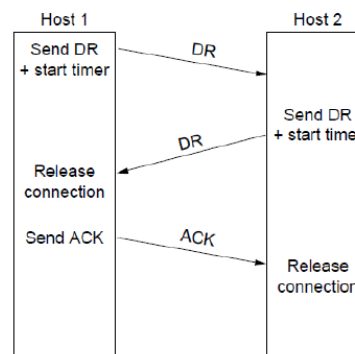 Host 1
Host 2
Send DR
+ start timer
DR
Send DR
+ start time
DR
Release
connection
Send ACK
ACK
Release
connection